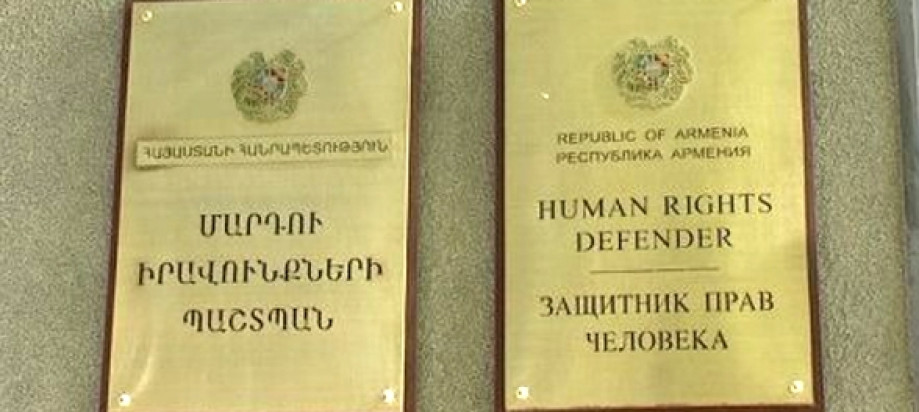 ՀԱՅԱՍՏԱՆԻ ՀԱՆՐԱՊԵՏՈՒԹՅՈՒՆ
ՄԱՐԴՈՒ
ԻՐԱՎՈՒՆՔՆԵՐԻ
ՊԱՇՏՊԱՆ
REPUBLIC OF ARMENIA
РЕСПУБЛИКА АРМЕНИЯ
HUMAN RIGHTS
DEFENDER
ЗАЩИТНИК ПРАВ
ЧЕЛОВЕКА